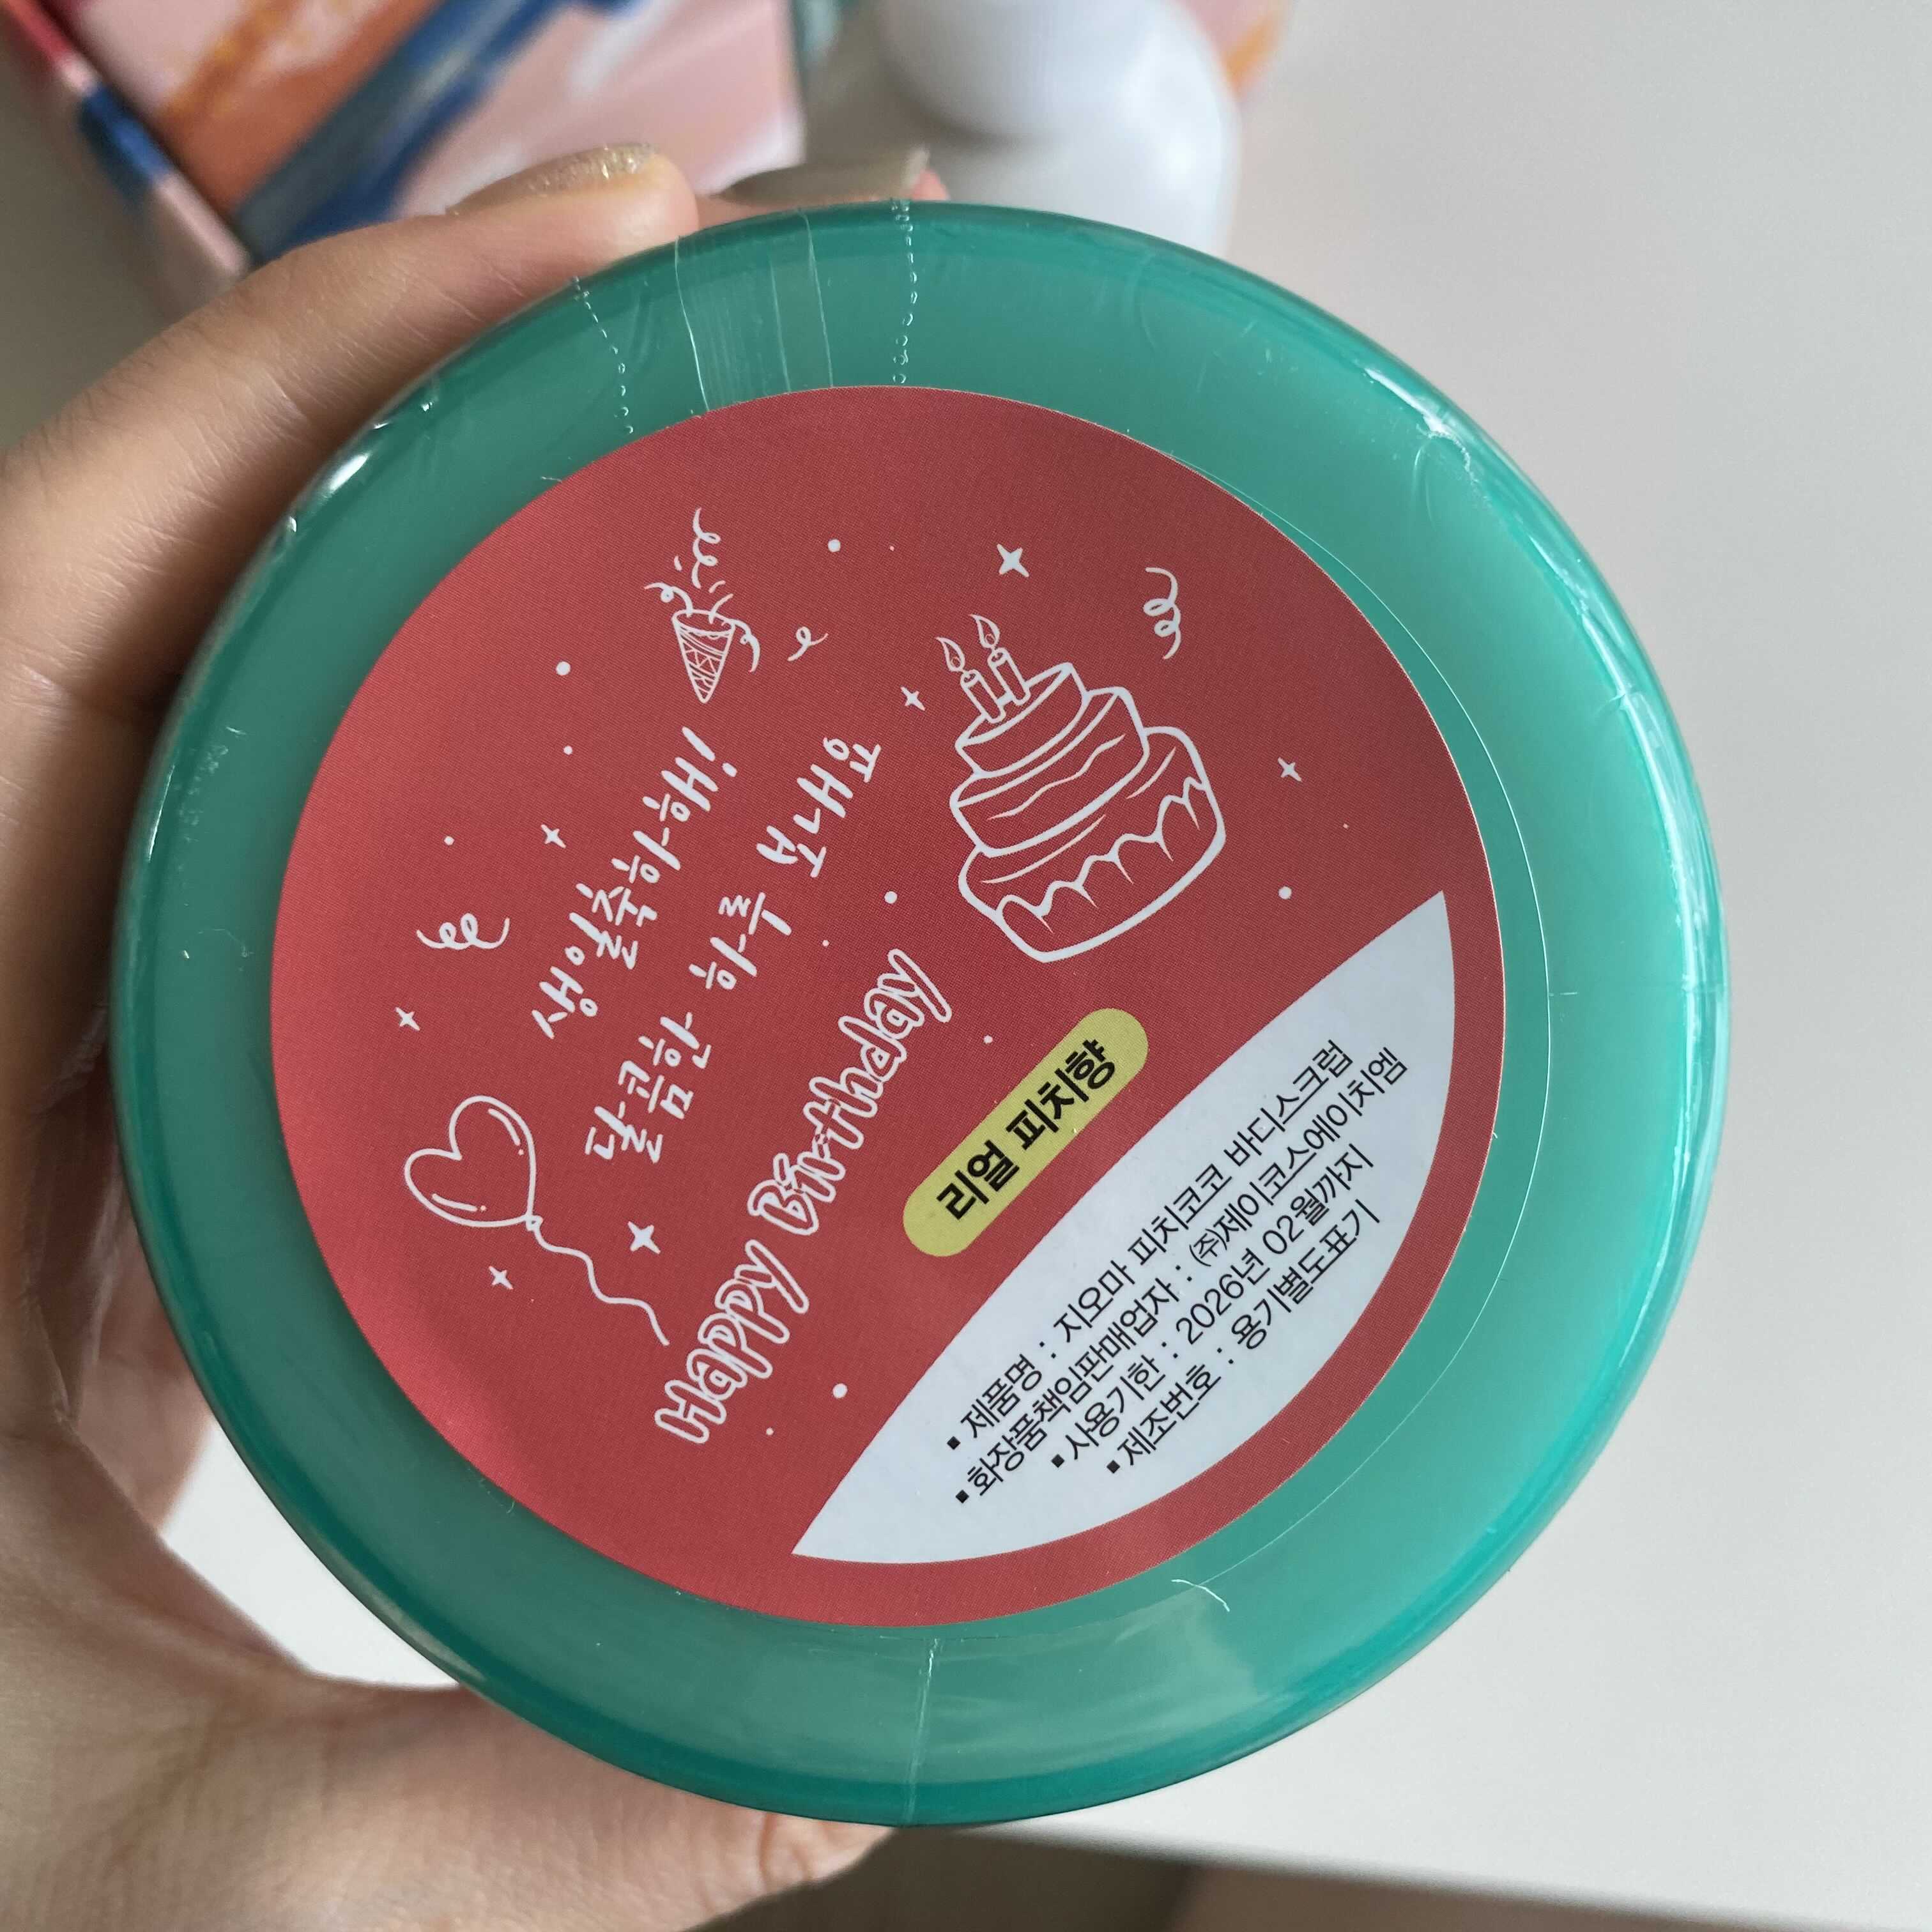 생일축하해!
달콤한 하루 보내길
Happy Birthday
리얼 피치향
▪ 제품명 : 지오마 피치코코 바디스크럽
▪ 화장품책임판매업자 : ㈜제이코스에이치엠
▪ 사용기한 : 2026년 02월까지
▪ 제조번호 : 용기별도표기